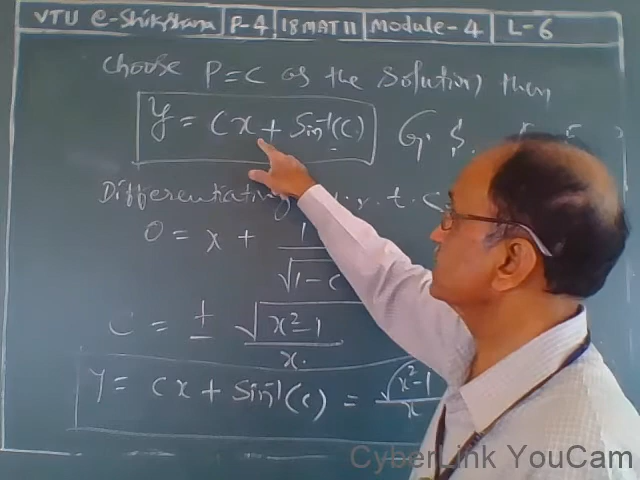 VTU e-Shikshana P-4 18MAT11 Module-4 L-6
Choose P=C as the solution, then
y = Cx + Sin⁻¹(C) G.S.
Differentiating w.r.t. C
0 = x + 1/√1-C
C = ± √x²-1/x.
y = Cx + Sin⁻¹(C) = √x²-1/x
CyberLink YouCam